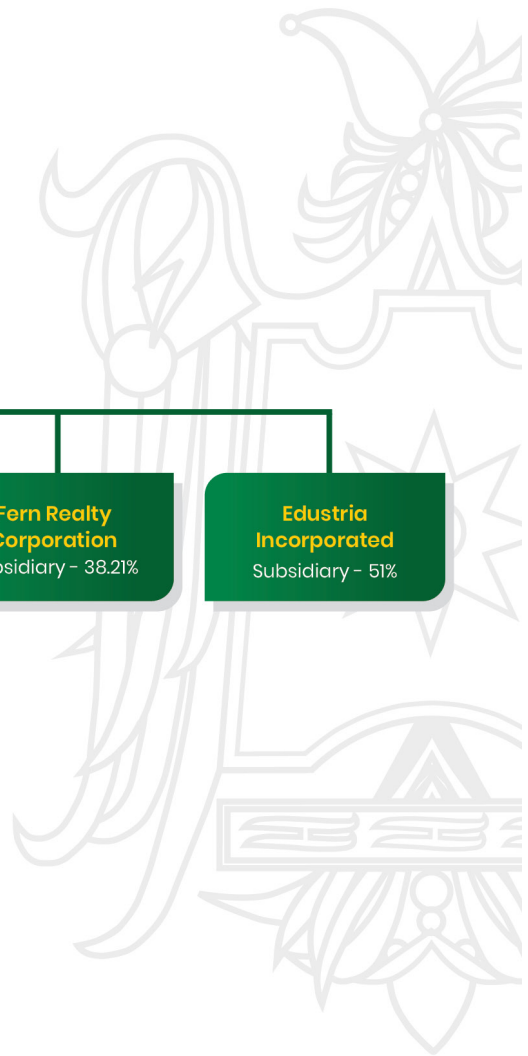 Fern Realty
Corporation
sidiary - 38.21%
Edustria
Incorporated
Subsidiary - 51%